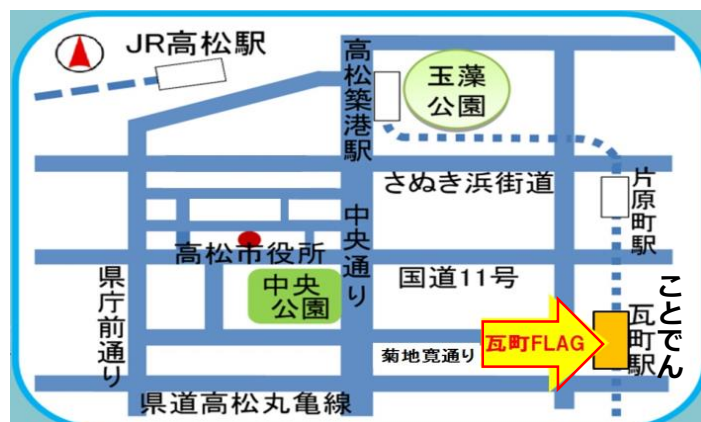 JR高松駅
高松築港駅
玉藻
公園
さぬき浜街道
片原町駅
中央通り
高松市役所
中央
公園
国道11号
県庁前通り
瓦町FLAG
菊地寛通り
瓦町駅
ことでん
県道高松丸亀線